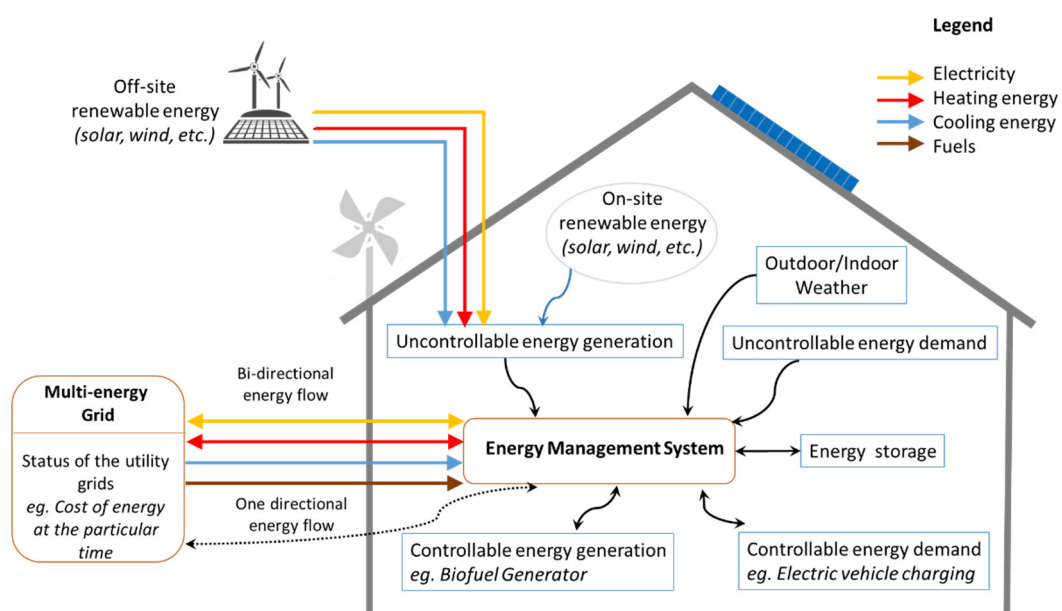 Legend
Electricity
Heating energy
Cooling energy
Fuels
Off-site
renewable energy
(solar, wind, etc.)
On-site
renewable energy
(solar, wind, etc.)
Outdoor/Indoor
Weather
Uncontrollable energy generation
Uncontrollable energy demand
Bi-directional
energy flow
Multi-energy
Grid
Status of the utility
grids
eg. Cost of energy
at the particular
time
Energy Management System
Energy storage
One directional
energy flow
Controllable energy generation
eg. Biofuel Generator
Controllable energy demand
eg. Electric vehicle charging